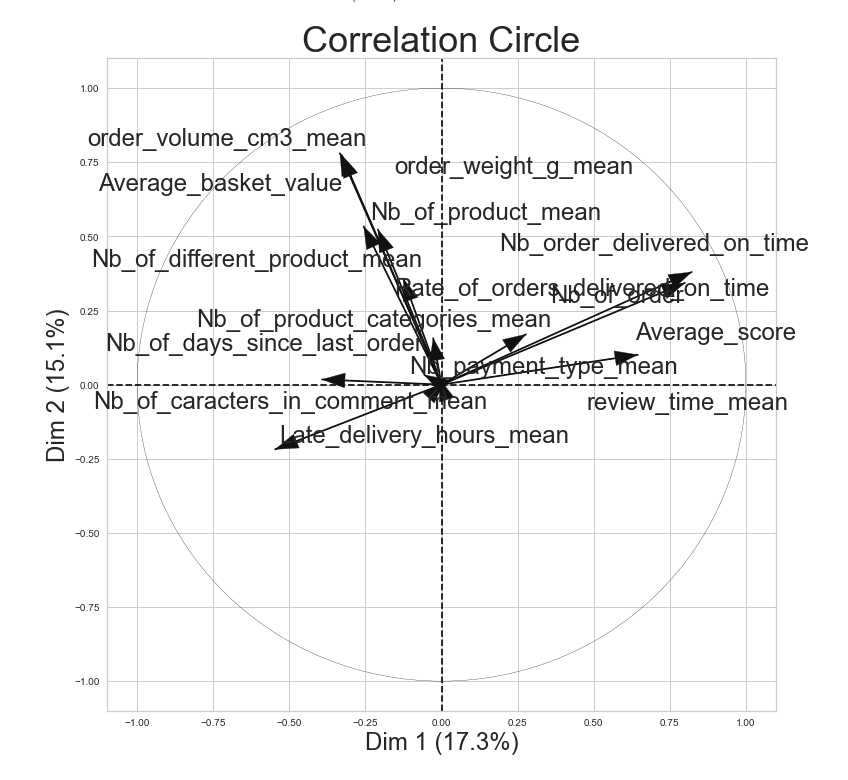 Correlation Circle
order_volume_cm3_mean
order_weight_g_mean
Average_basket_value
Nb_of_product_mean
Nb_order_delivered_on_time
Nb_of_different_product_mean
Rate_of_orders_delivered_on_time
Nb_of_order
Nb_of_product_categories_mean
Average_score
Nb_of_days_since_last_order
Nb_payment_type_mean
Nb_of_caracters_in_comment_mean
review_time_mean
Late_delivery_hours_mean
1.00
0.75
0.50
0.25
0.00
−0.25
−0.50
−0.75
−1.00
Dim 2 (15.1%)
−1.00 −0.75 −0.50 −0.25 0.00 0.25 0.50 0.75 1.00
Dim 1 (17.3%)